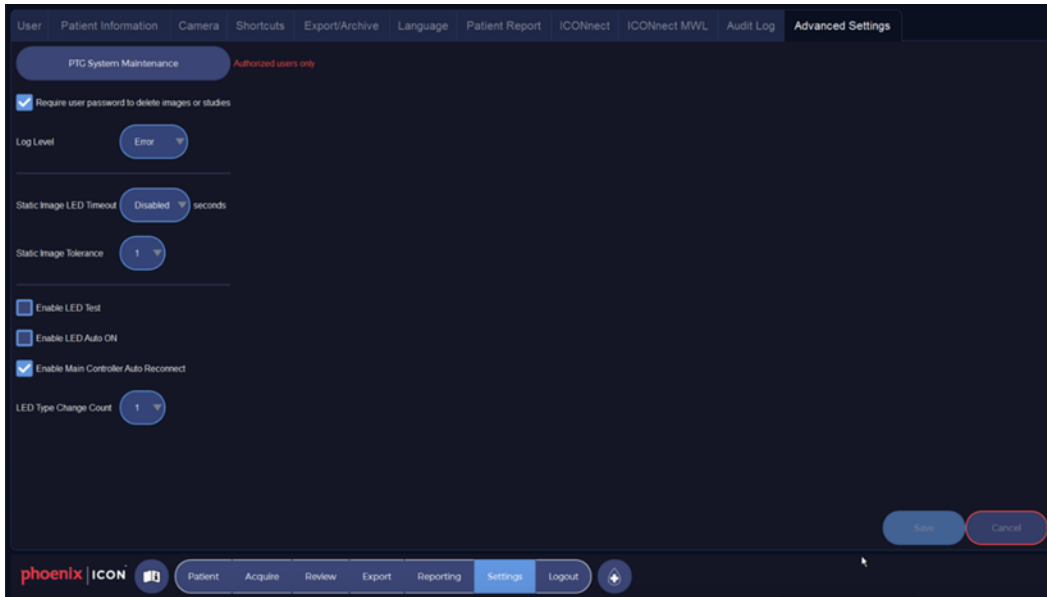 User Patient Information Camera Shortcuts Export/Archive Language Patient Report ICONnect ICONnect MWL Audit Log Advanced Settings
PTG System Maintenance Authorized users only
Require user password to delete images or studies
Log Level Error
Static Image LED Timeout Disabled seconds
Static Image Tolerance 1
Enable LED Test
Enable LED Auto ON
Enable Main Controller Auto Reconnect
LED Type Change Count 1
Save Cancel
phoenix | ICON Patient Acquire Review Export Reporting Settings Logout